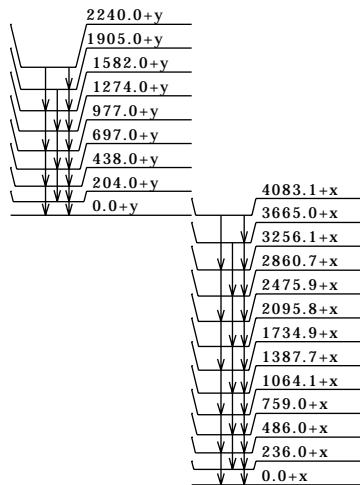 2240.0+y
1905.0+y
1582.0+y
1274.0+y
977.0+y
697.0+y
438.0+y
204.0+y
0.0+y
4083.1+x
3665.0+x
3256.1+x
2860.7+x
2475.9+x
2095.8+x
1734.9+x
1387.7+x
1064.1+x
759.0+x
486.0+x
236.0+x
0.0+x